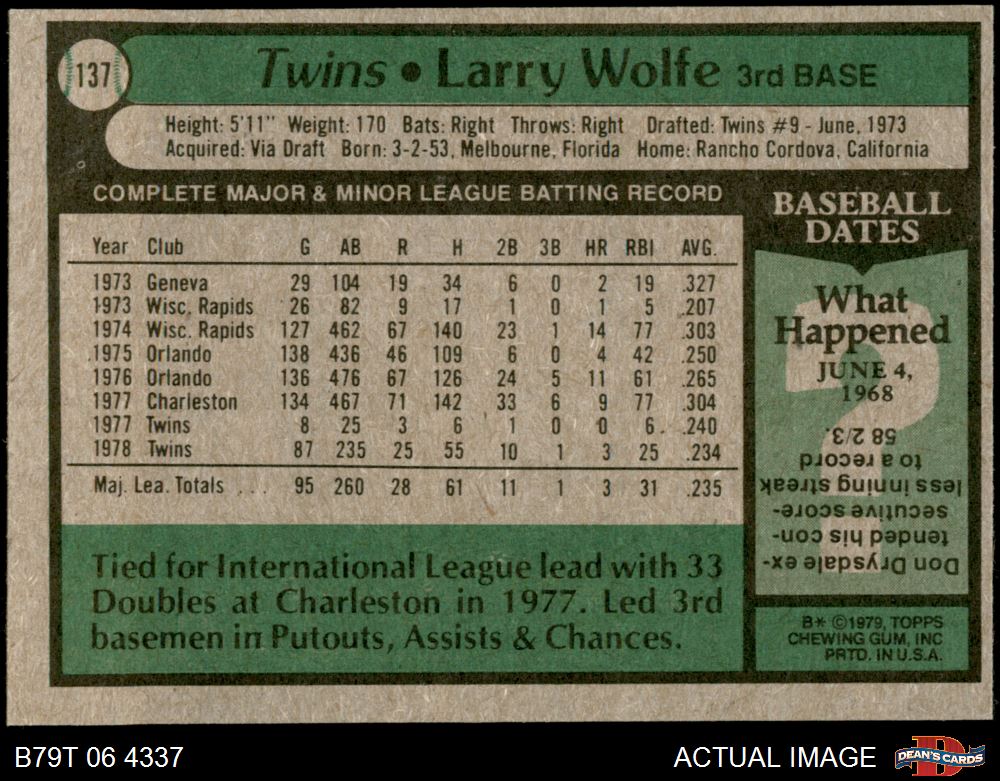 137
Twins • Larry Wolfe 3rd BASE
Height: 5'11" Weight: 170 Bats: Right Throws: Right Drafted: Twins #9 - June, 1973
Acquired: Via Draft Born: 3-2-53, Melbourne, Florida Home: Rancho Cordova, California
COMPLETE MAJOR & MINOR LEAGUE BATTING RECORD
Year Club G AB R H 2B 3B HR RBI AVG.
1973 Geneva 29 104 19 34 6 0 2 19 .327
1973 Wisc. Rapids 26 82 9 17 1 0 1 5 .207
1974 Wisc. Rapids 127 462 67 140 23 1 14 77 .303
1975 Orlando 138 436 46 109 6 0 4 42 .250
1976 Orlando 136 476 67 126 24 5 11 61 .265
1977 Charleston 134 467 71 142 33 6 9 77 .304
1977 Twins 8 25 3 6 1 0 0 6 .240
1978 Twins 87 235 25 55 10 1 3 25 .234
Maj. Lea. Totals ... 95 260 28 61 11 1 3 31 .235
Tied for International League lead with 33
Doubles at Charleston in 1977. Led 3rd
basemen in Putouts, Assists & Chances.
BASEBALL
DATES
What
Happened
JUNE 4,
1968
?
Don Drysdale ex-
tended his con-
secutive score-
less inning streak
to a record
58 2/3.
B* ©1979, TOPPS
CHEWING GUM, INC
PRTD. IN U.S.A.
B79T 06 4337
ACTUAL IMAGE
D
DEAN'S CARDS